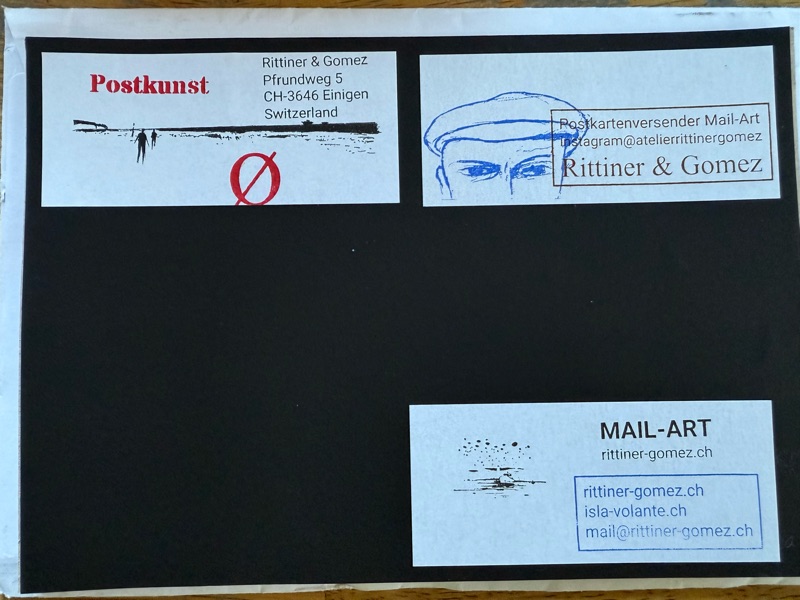 Postkunst
Rittiner & Gomez
Pfrundweg 5
CH-3646 Einigen
Switzerland
Ø
Postkartenversender Mail-Art
Instagram@atelierrittinergomez
Rittiner & Gomez
MAIL-ART
rittiner-gomez.ch
rittiner-gomez.ch
isla-volante.ch
mail@rittiner-gomez.ch